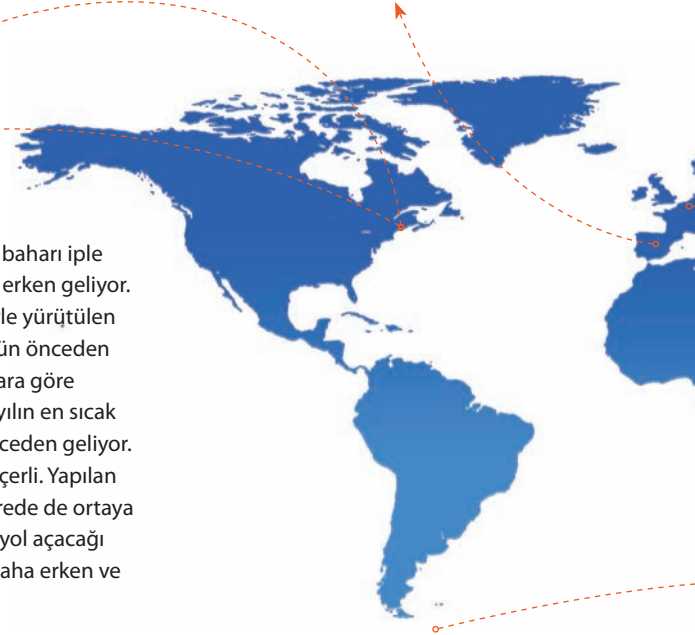 baharı iple
erken geliyor.
le yürütülen
ün önceden
ara göre
yılın en sıcak
ceden geliyor.
çerli. Yapılan
rede de ortaya
yol açacağı
aha erken ve